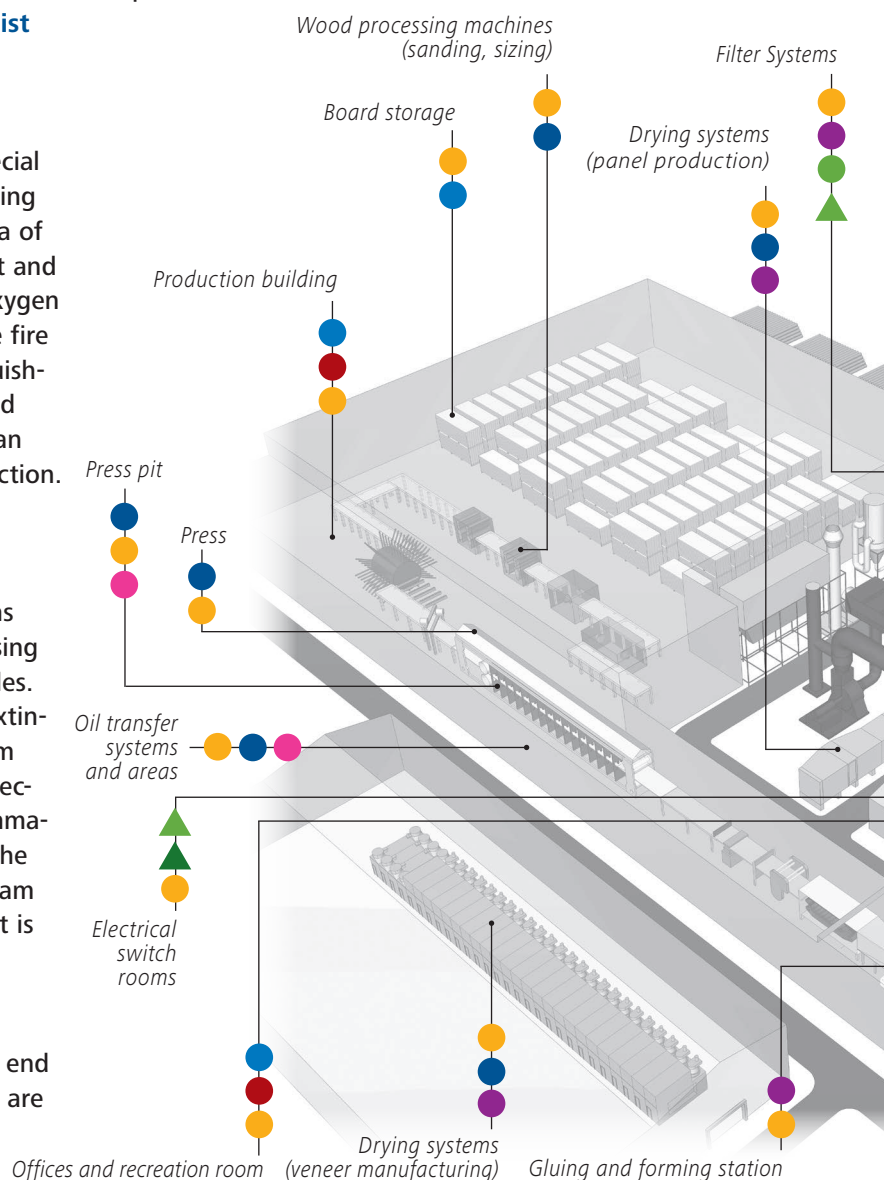 ist
ecial
ing
a of
t and
xygen
e fire
uish-
d
an
ction.
ns
sing
les.
xtin-
m
ec-
ma-
he
am
t is
end
are
Wood processing machines
(sanding, sizing)
Filter Systems
Board storage
Drying systems
(panel production)
Production building
Press pit
Press
Oil transfer
systems
and areas
Electrical
switch
rooms
Offices and recreation room
Drying systems
(veneer manufacturing)
Gluing and forming station